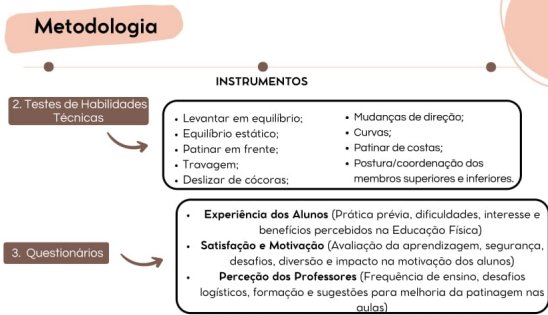 Metodologia
INSTRUMENTOS
2. Testes de Habilidades
Técnicas
• Levantar em equilíbrio;
• Equilíbrio estático;
• Patinar em frente;
• Travagem;
• Deslizar de cócoras;
• Mudanças de direção;
• Curvas;
• Patinar de costas;
• Postura/coordenação dos
membros superiores e inferiores.
3. Questionários
• Experiência dos Alunos (Prática prévia, dificuldades, interesse e
benefícios percebidos na Educação Física)
• Satisfação e Motivação (Avaliação da aprendizagem, segurança,
desafios, diversão e impacto na motivação dos alunos)
• Perceção dos Professores (Frequência de ensino, desafios
logísticos, formação e sugestões para melhoria da patinagem nas
aulas)